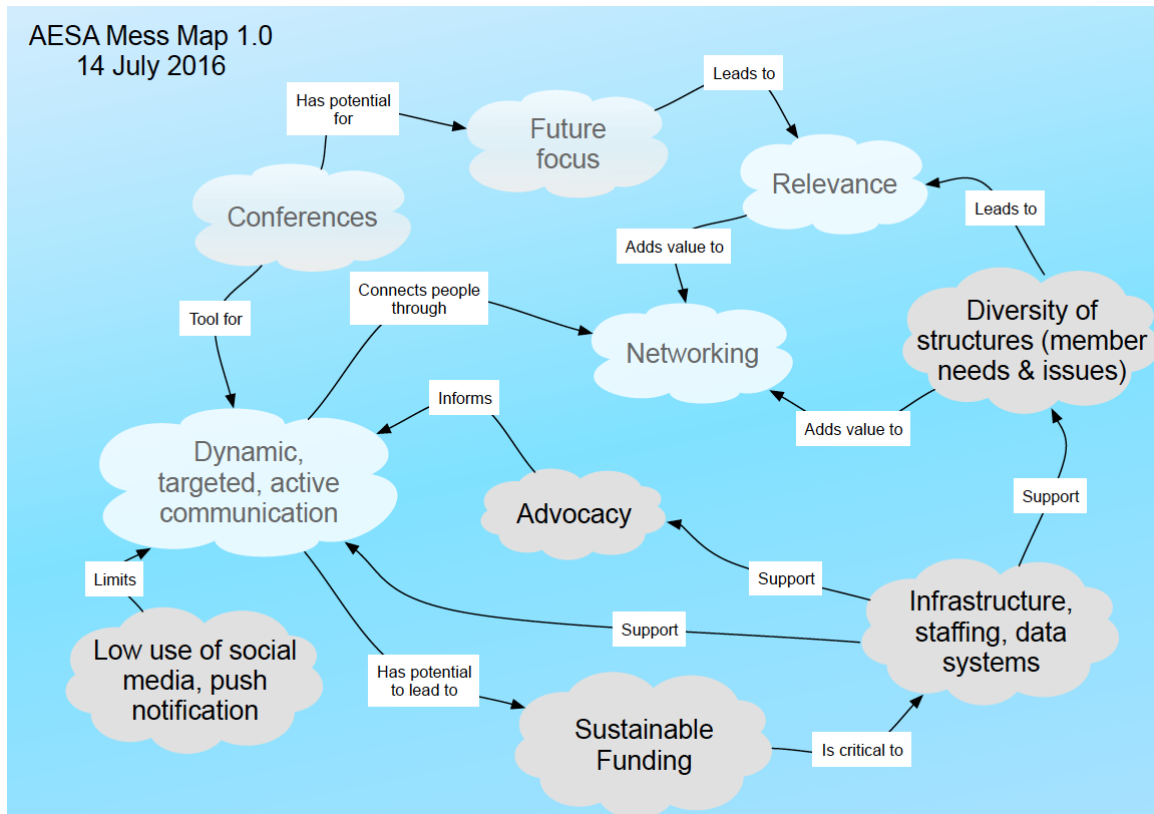 AESA Mess Map 1.0
14 July 2016
Leads to
Has potential
for
Future
focus
Relevance
Conferences
Leads to
Adds value to
Connects people
through
Tool for
Diversity of
structures (member
needs & issues)
Networking
Informs
Adds value to
Dynamic,
targeted, active
communication
Advocacy
Support
Limits
Support
Infrastructure,
staffing, data
systems
Support
Low use of social
media, push
notification
Has potential
to lead to
Sustainable
Funding
Is critical to